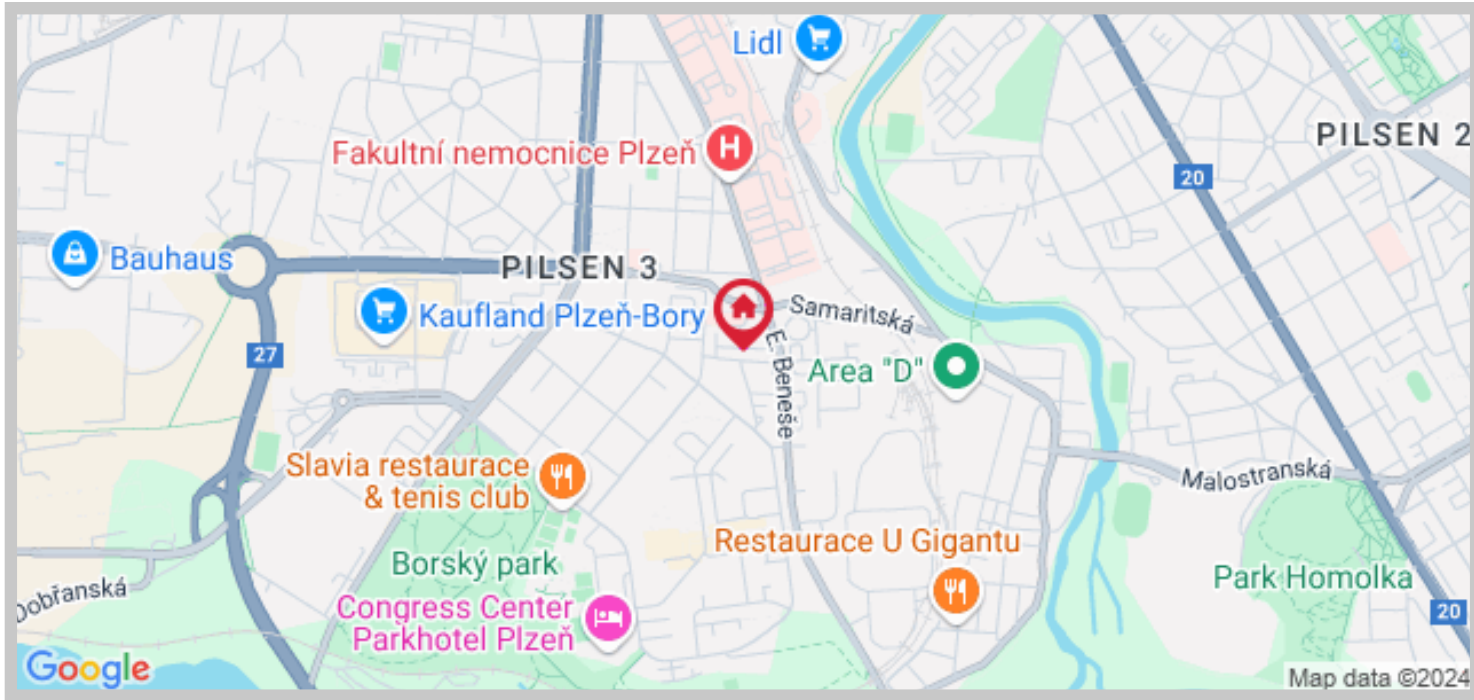 Lidl
PILSEN 2
Fakultní nemocnice Plzeň
H
20
Bauhaus
PILSEN 3
Kaufland Plzeň-Bory
Samaritská
27
E. Beneše
Area "D"
Slavia restaurace
& tenis club
Malostranská
Restaurace U Gigantu
Borský park
Park Homolka
Dobřanská
Congress Center
Parkhotel Plzeň
20
Google
Map data ©2024